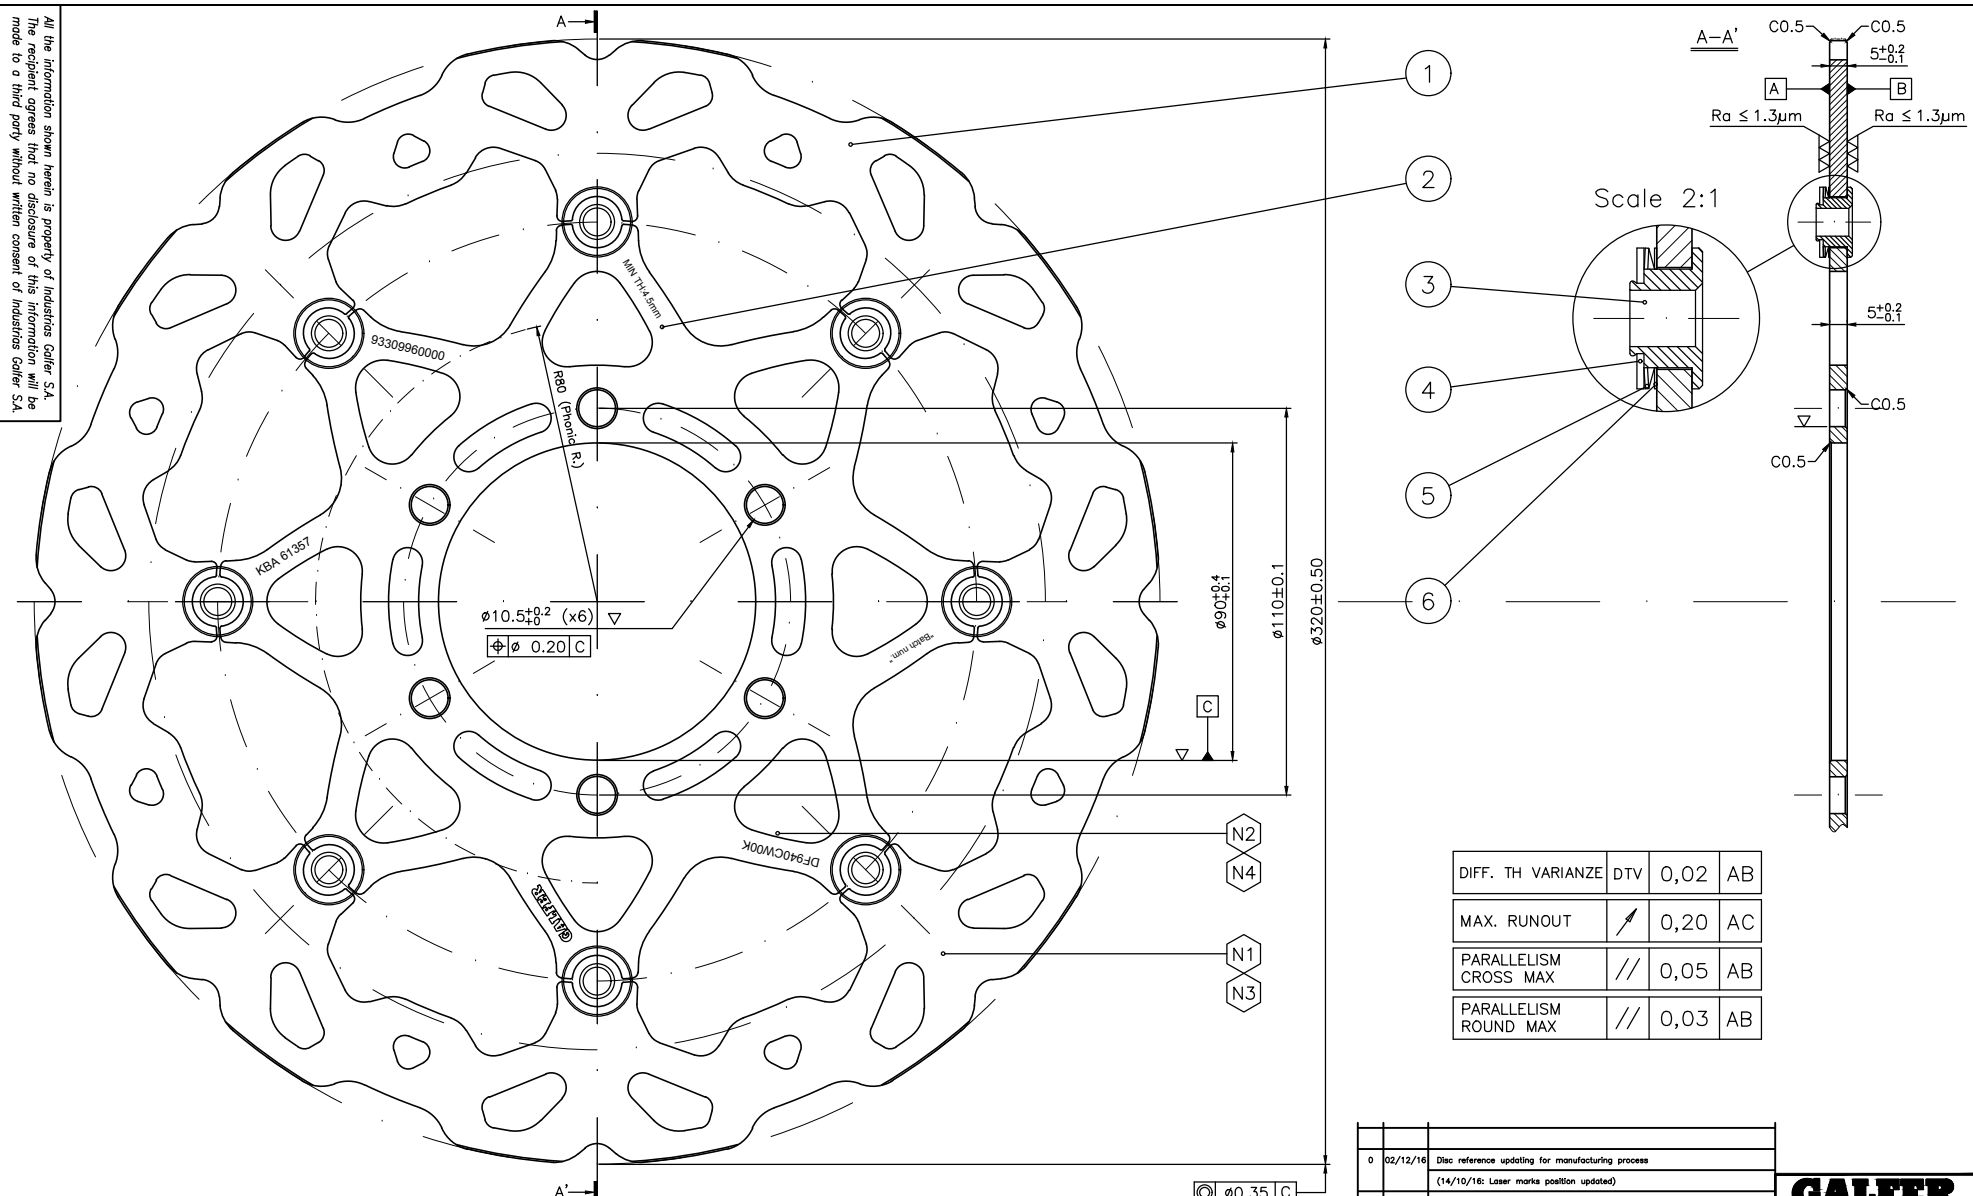 All the information shown herein is property of Industrias Galfer S.A.
The recipient agrees that no disclosure of this information will be
made to a third party without written consent of Industrias Galfer S.A.
A
1
2
3
4
5
6
MIN TH:4.5mm
93309960000
R80 (Phonic R.)
KBA 61357
ø10.5+0.2 +0 (x6)
⌖ ø 0.20 C
"Batch num."
DF940CW00K
GALFER
ø90+0.4 +0.1
ø110±0.1
ø320±0.50
C
N2
N4
N1
N3
A'
◎ ø0.35 C
A-A'
C0.5
C0.5
5+0.2 -0.1
A
B
Ra ≤ 1.3µm
Ra ≤ 1.3µm
Scale 2:1
5+0.2 -0.1
C0.5
C0.5
DIFF. TH VARIANZE DTV 0,02 AB
MAX. RUNOUT ↗ 0,20 AC
PARALLELISM
CROSS MAX // 0,05 AB
PARALLELISM
ROUND MAX // 0,03 AB
0 02/12/16 Disc reference updating for manufacturing process
(14/10/16: Laser marks position updated)
GALFER